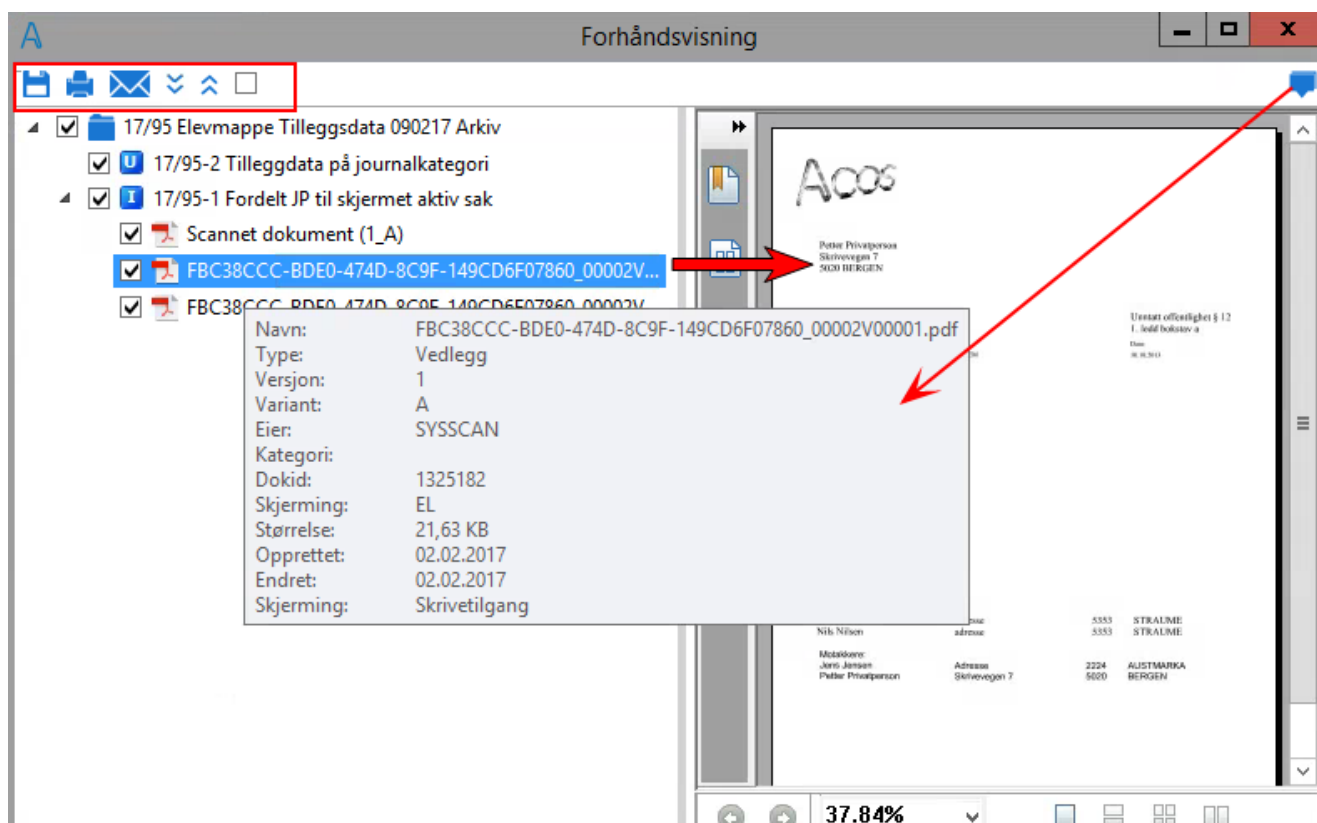 Forhåndsvisning
17/95 Elevmappe Tilleggsdata 090217 Arkiv
U 17/95-2 Tilleggdata på journalkategori
I 17/95-1 Fordelt JP til skjermet aktiv sak
Scannet dokument (1_A)
FBC38CCC-BDE0-474D-8C9F-149CD6F07860_00002V...
FBC38CCC-BDE0-474D-8C9F-149CD6F07860_00002V...
Navn: FBC38CCC-BDE0-474D-8C9F-149CD6F07860_00002V00001.pdf
Type: Vedlegg
Versjon: 1
Variant: A
Eier: SYSSCAN
Kategori:
Dokid: 1325182
Skjerming: EL
Størrelse: 21,63 KB
Opprettet: 02.02.2017
Endret: 02.02.2017
Skjerming: Skrivetilgang
Acos
Petter Privatperson
Skrivevegen 7
5020 BERGEN
Unntatt offentlighet § 12
1. ledd bokstav a
Dato
5353 STRAUME
Nils Nilsen adresse 5353 STRAUME
Motakkere:
Jens Jensen Adresse 2224 AUSTMARKA
Petter Privatperson Skrivevegen 7 5020 BERGEN
37.84%